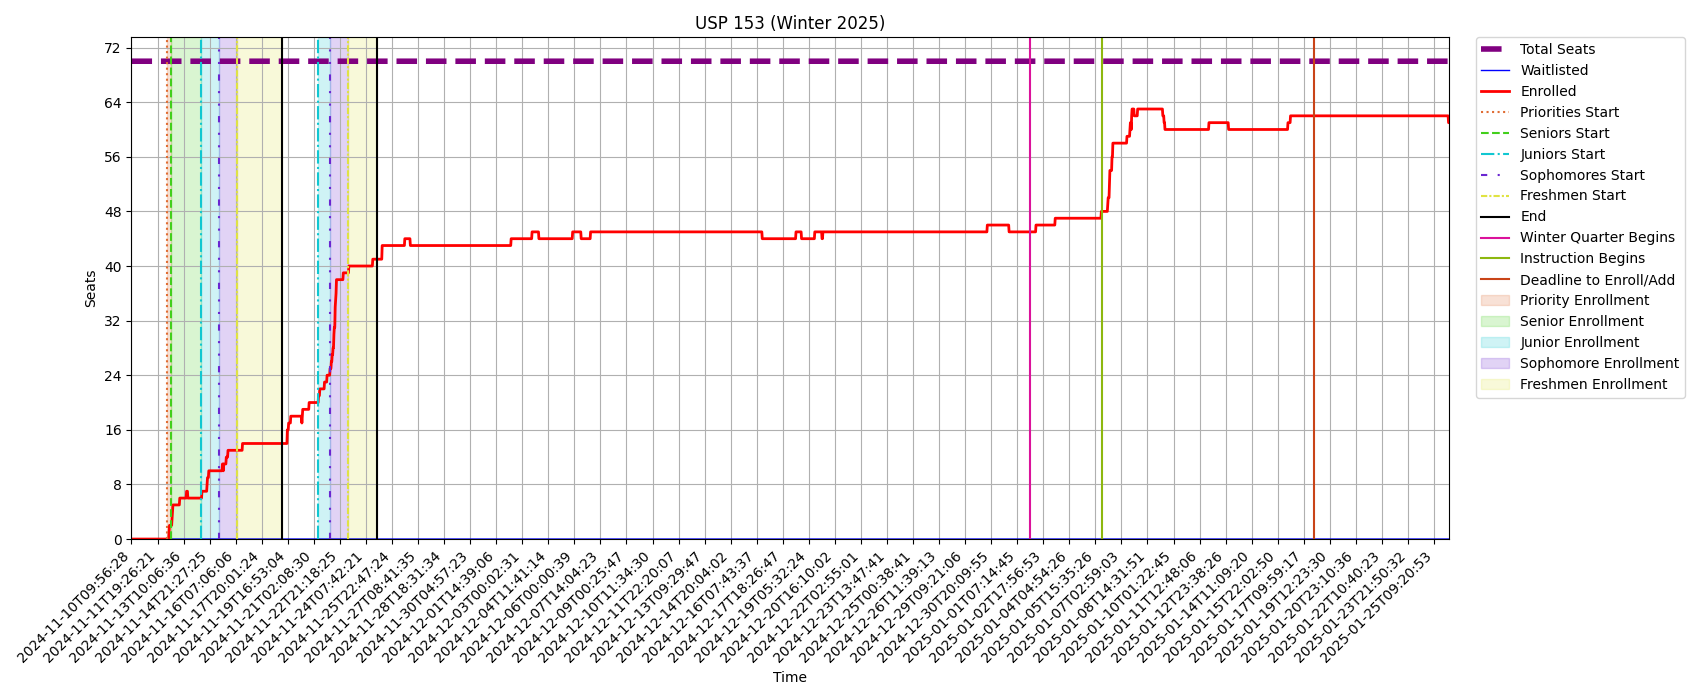 USP 153 (Winter 2025)
72
64
56
48
40
32
24
16
8
0
Seats
2024-11-10T09:56:28
2024-11-11T19:26:21
2024-11-13T10:06:36
2024-11-14T21:27:25
2024-11-16T07:06:06
2024-11-17T20:01:24
2024-11-19T16:53:04
2024-11-21T02:08:30
2024-11-22T21:18:25
2024-11-24T07:42:21
2024-11-25T22:47:24
2024-11-27T08:41:35
2024-11-28T18:31:34
2024-11-30T04:57:23
2024-12-01T14:39:06
2024-12-03T00:02:31
2024-12-04T11:41:14
2024-12-06T00:00:39
2024-12-07T14:04:23
2024-12-09T00:25:47
2024-12-10T11:34:30
2024-12-11T22:20:07
2024-12-13T09:29:47
2024-12-14T20:04:02
2024-12-16T07:43:37
2024-12-17T18:26:47
2024-12-19T05:32:24
2024-12-20T16:10:02
2024-12-22T02:55:01
2024-12-23T13:47:41
2024-12-25T00:38:41
2024-12-26T11:39:13
2024-12-29T09:21:06
2024-12-30T20:09:55
2025-01-01T07:14:45
2025-01-02T17:56:53
2025-01-04T04:54:26
2025-01-05T15:35:26
2025-01-07T02:59:03
2025-01-08T14:31:51
2025-01-10T01:22:45
2025-01-11T12:48:06
2025-01-12T23:38:26
2025-01-14T11:09:20
2025-01-15T22:02:50
2025-01-17T09:59:17
2025-01-19T12:23:30
2025-01-20T23:10:36
2025-01-22T10:40:23
2025-01-23T21:50:32
2025-01-25T09:20:53
Time
Total Seats
Waitlisted
Enrolled
Priorities Start
Seniors Start
Juniors Start
Sophomores Start
Freshmen Start
End
Winter Quarter Begins
Instruction Begins
Deadline to Enroll/Add
Priority Enrollment
Senior Enrollment
Junior Enrollment
Sophomore Enrollment
Freshmen Enrollment